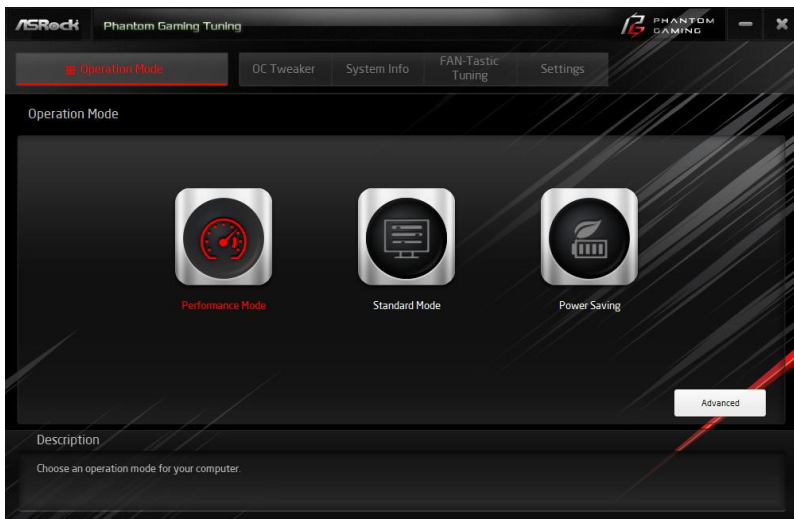 ASRock
Phantom Gaming Tuning
PHANTOM
GAMING
Operation Mode
OC Tweaker
System Info
FAN-Tastic
Tuning
Settings
Operation Mode
Performance Mode
Standard Mode
Power Saving
Advanced
Description
Choose an operation mode for your computer.